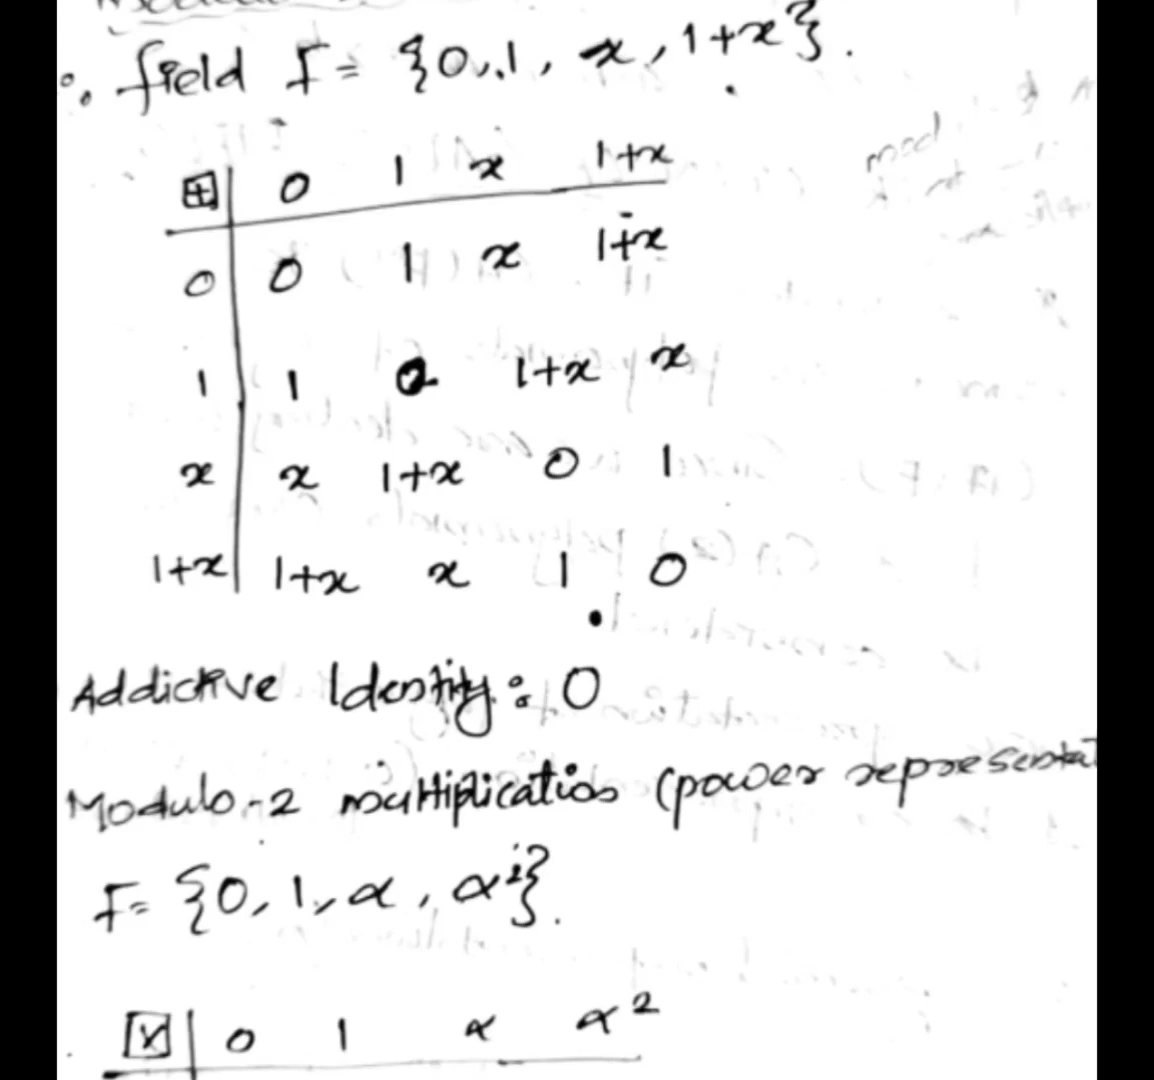 ∴ field F = {0, 1, x, 1+x}.
⊞ 0 1 x 1+x
0 0 1 x 1+x
1 1 0 1+x x
x x 1+x 0 1
1+x 1+x x 1 0
Addictive Identity : 0
Modulo-2 multiplication (power representat
F = {0, 1, α, α²}.
0 1 α α²